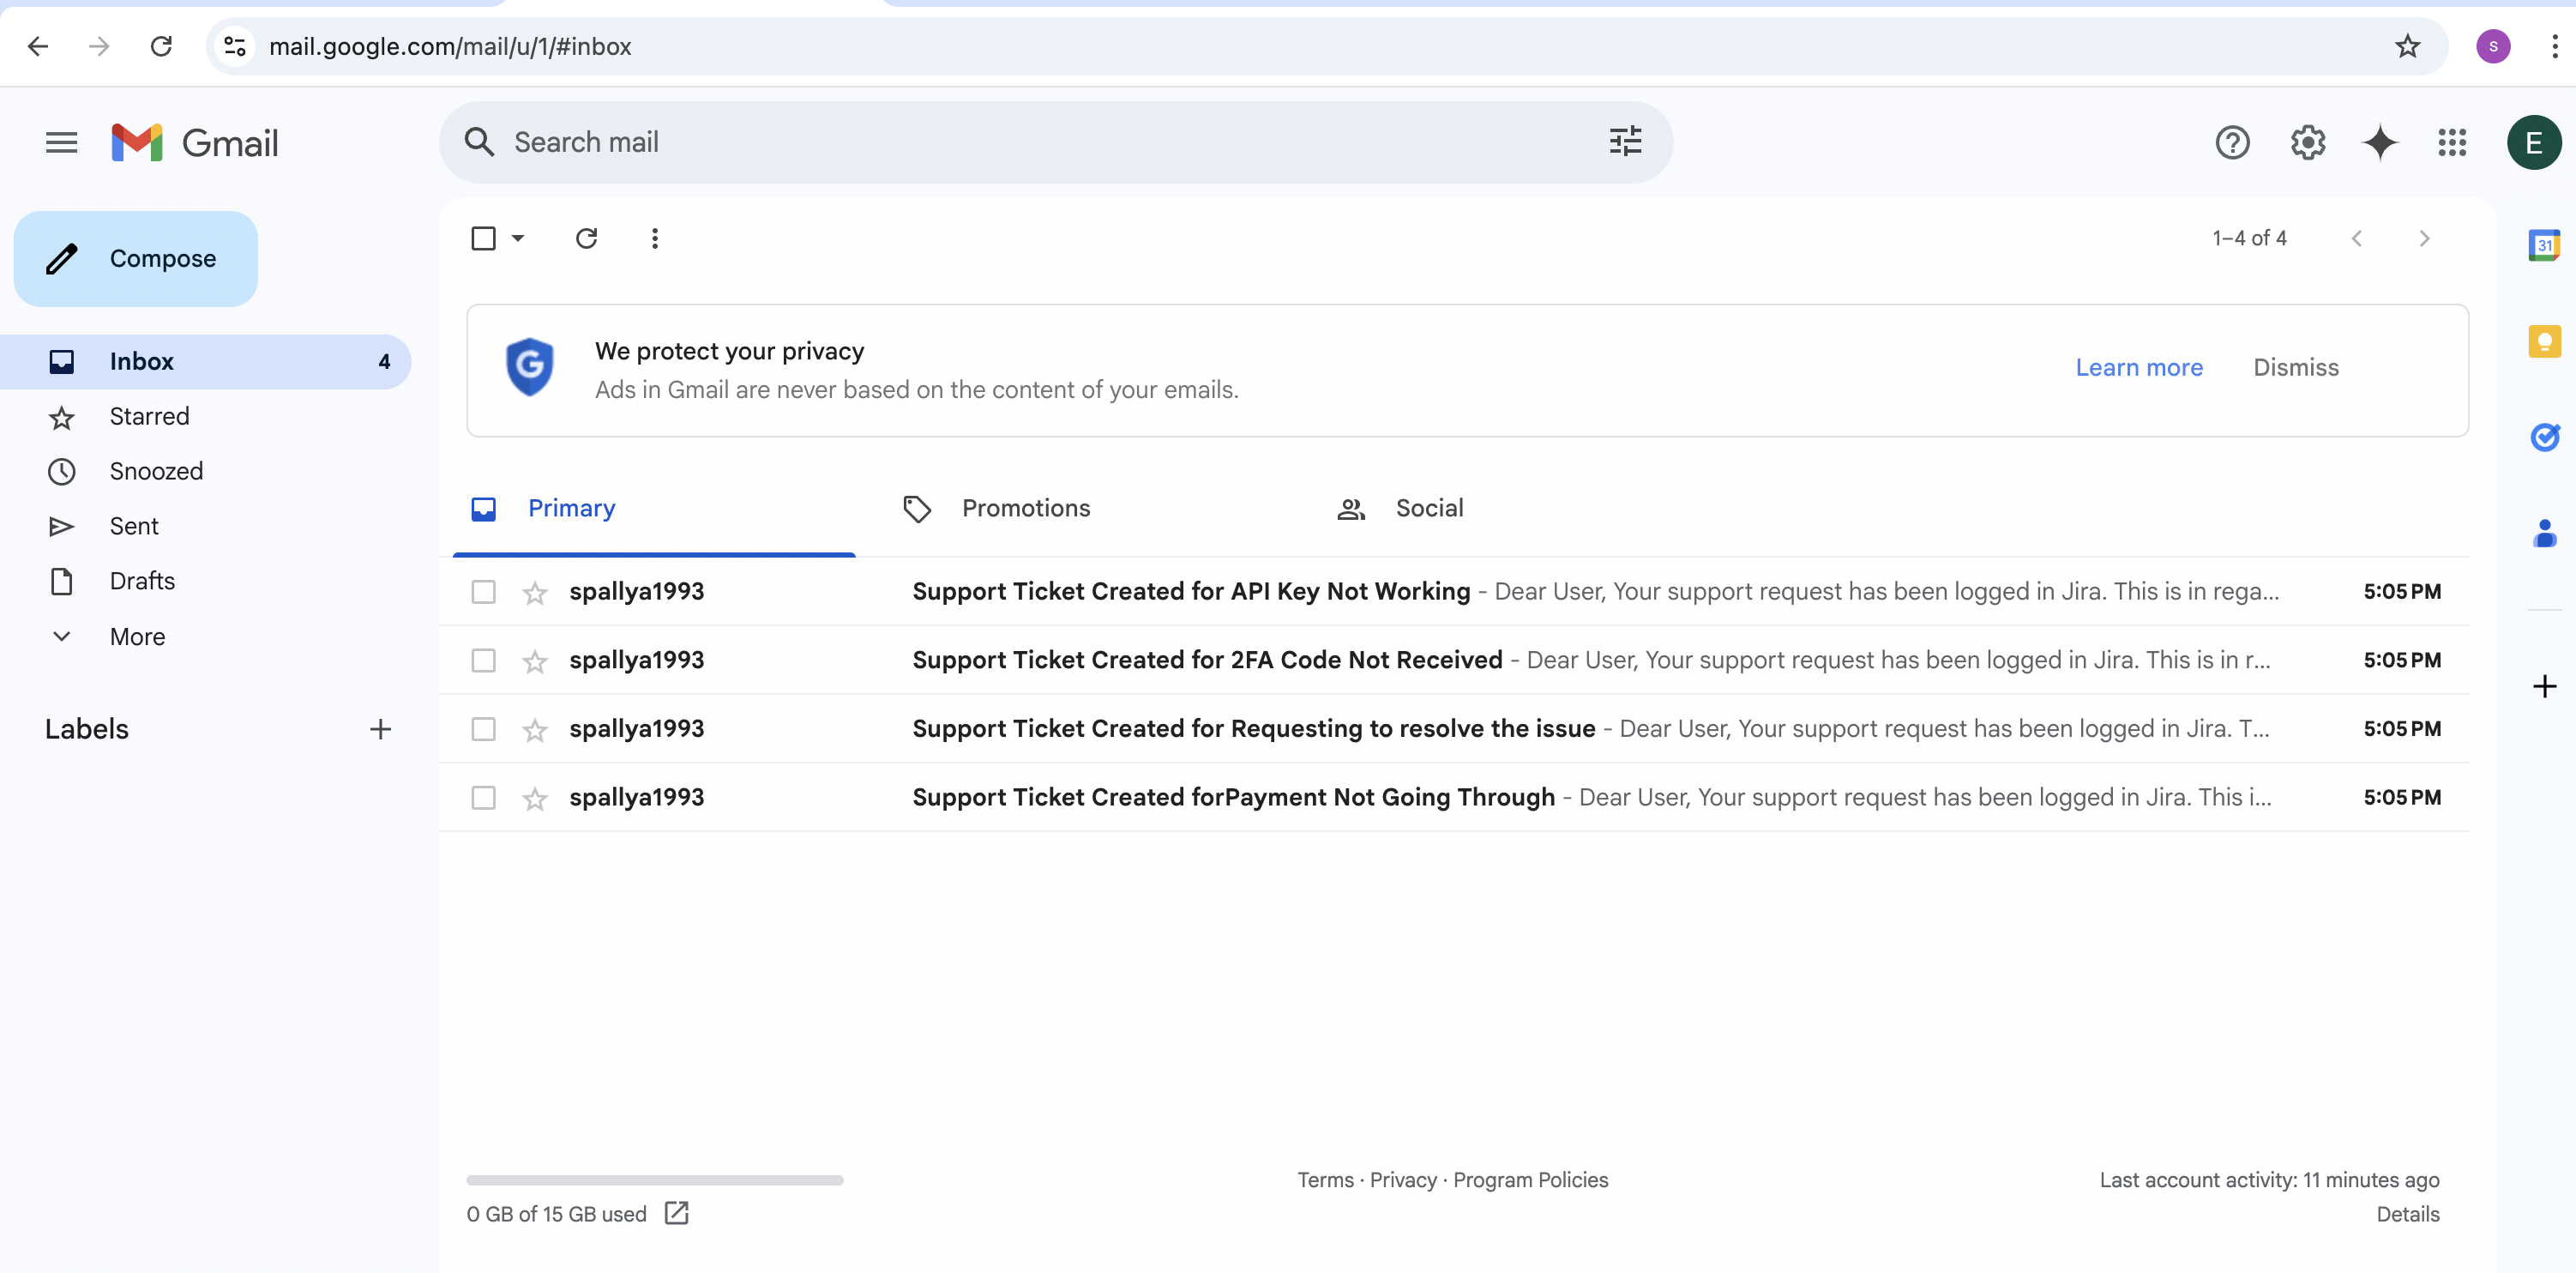 mail.google.com/mail/u/1/#inbox
S
Gmail
Search mail
E
Compose
1–4 of 4
31
Inbox 4
We protect your privacy
Ads in Gmail are never based on the content of your emails.
Learn more Dismiss
G
Starred
Snoozed
Sent
Drafts
More
Labels
Primary Promotions Social
spallya1993 Support Ticket Created for API Key Not Working - Dear User, Your support request has been logged in Jira. This is in rega... 5:05 PM
spallya1993 Support Ticket Created for 2FA Code Not Received - Dear User, Your support request has been logged in Jira. This is in r... 5:05 PM
spallya1993 Support Ticket Created for Requesting to resolve the issue - Dear User, Your support request has been logged in Jira. T... 5:05 PM
spallya1993 Support Ticket Created forPayment Not Going Through - Dear User, Your support request has been logged in Jira. This i... 5:05 PM
0 GB of 15 GB used
Terms · Privacy · Program Policies
Last account activity: 11 minutes ago
Details